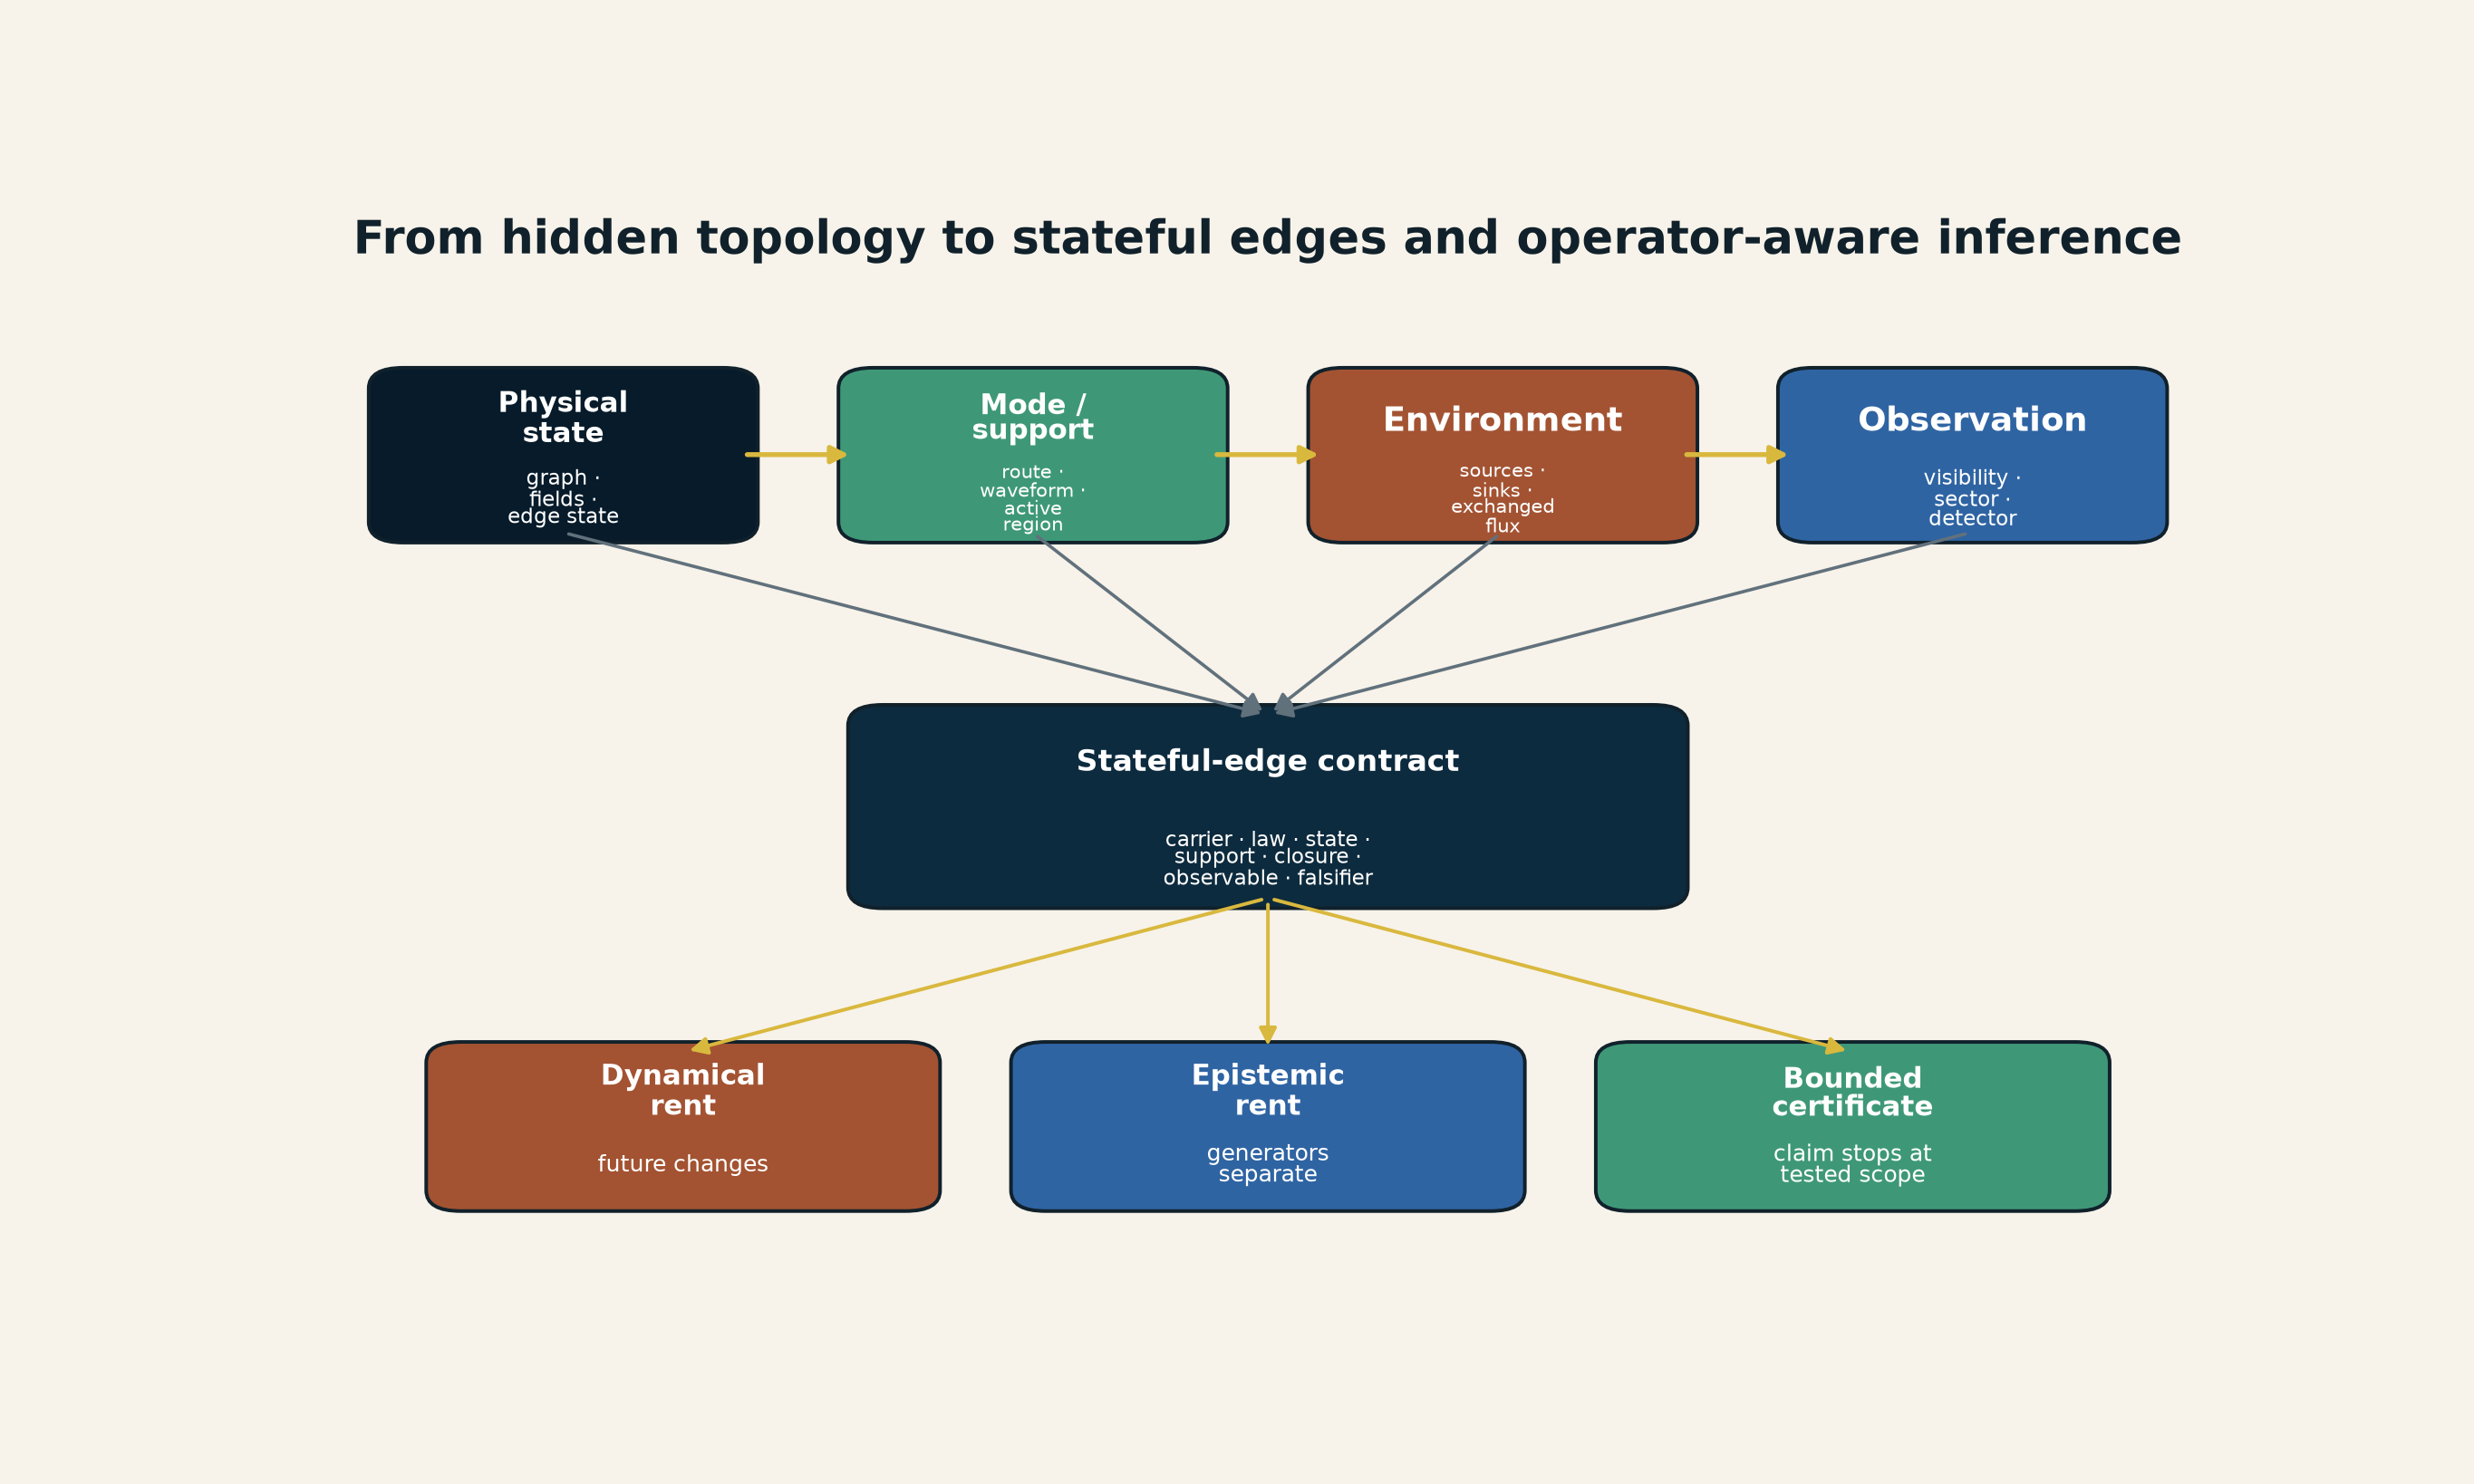 From hidden topology to stateful edges and operator-aware inference
Physical
state
graph ·
fields ·
edge state
Mode /
support
route ·
waveform ·
active
region
Environment
sources ·
sinks ·
exchanged
flux
Observation
visibility ·
sector ·
detector
Stateful-edge contract
carrier · law · state ·
support · closure ·
observable · falsifier
Dynamical
rent
future changes
Epistemic
rent
generators
separate
Bounded
certificate
claim stops at
tested scope